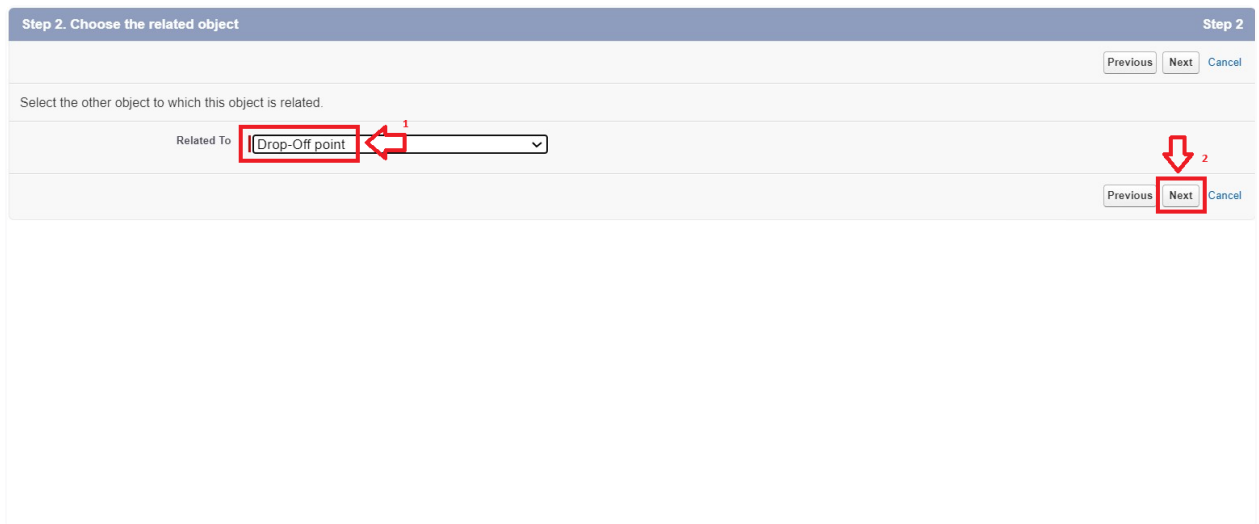 Step 2. Choose the related object Step 2
Previous Next Cancel
Select the other object to which this object is related.
1
Related To Drop-Off point
2
Previous Next Cancel